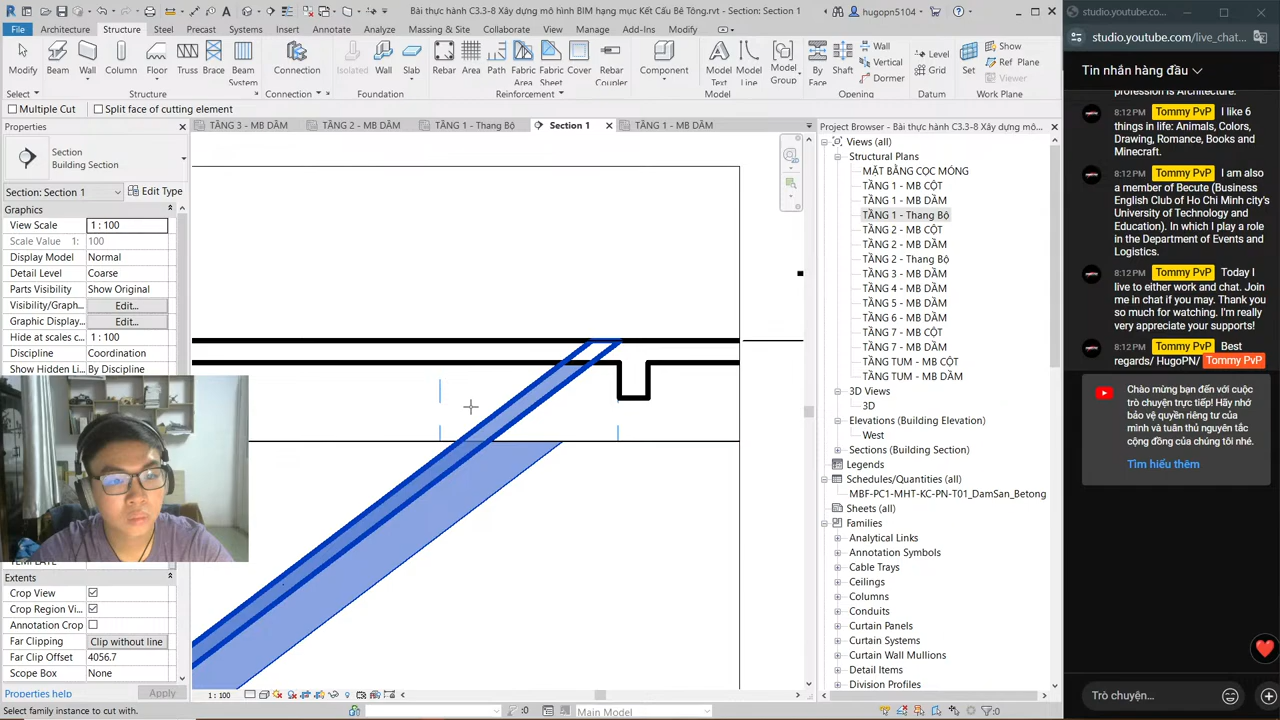 Bài thực hành C3.3-8 Xây dựng mô hình BIM hạng mục Kết Cấu Bê Tông.rvt - Section: Section 1
hugopn5104
File Architecture Structure Steel Precast Systems Insert Annotate Analyze Massing & Site Collaborate View Manage Add-Ins Modify
Modify Beam Wall Column Floor Truss Brace Beam System
Connection
Isolated Wall Slab
Rebar Area Path Fabric Area Fabric Sheet Cover Rebar Coupler
Component
Model Text Model Line Model Group
By Face Shaft Wall Vertical Dormer
Level Grid
Set Show Ref Plane Viewer
Select Structure Connection Foundation Reinforcement Model Opening Datum Work Plane
Multiple Cut Split face of cutting element
Properties
TẦNG 3 - MB DẦM TẦNG 2 - MB DẦM TẦNG 1 - Thang Bộ Section 1 TẦNG 1 - MB DẦM
Section
Building Section
Section: Section 1 Edit Type
Graphics
View Scale 1 : 100
Scale Value 1: 100
Display Model Normal
Detail Level Coarse
Parts Visibility Show Original
Visibility/Graph... Edit...
Graphic Display... Edit...
Hide at scales c... 1 : 100
Discipline Coordination
Show Hidden Li... By Discipline
Extents
Crop View
Crop Region Vi...
Annotation Crop
Far Clipping Clip without line
Far Clip Offset 4056.7
Scope Box None
Properties help Apply
1 : 100
Select family instance to cut with.
:0
Main Model
:0
Project Browser - Bài thực hành C3.3-8 Xây dựng mô...
Views (all)
Structural Plans
MẶT BẰNG CỌC MÓNG
TẦNG 1 - MB CỘT
TẦNG 1 - MB DẦM
TẦNG 1 - Thang Bộ
TẦNG 2 - MB CỘT
TẦNG 2 - MB DẦM
TẦNG 2 - Thang Bộ
TẦNG 3 - MB DẦM
TẦNG 4 - MB DẦM
TẦNG 5 - MB DẦM
TẦNG 6 - MB DẦM
TẦNG 7 - MB CỘT
TẦNG 7 - MB DẦM
TẦNG TUM - MB CỘT
TẦNG TUM - MB DẦM
3D Views
3D
Elevations (Building Elevation)
West
Sections (Building Section)
Legends
Schedules/Quantities (all)
MBF-PC1-MHT-KC-PN-T01_DamSan_Betong
Sheets (all)
Families
Analytical Links
Annotation Symbols
Cable Trays
Ceilings
Columns
Conduits
Curtain Panels
Curtain Systems
Curtain Wall Mullions
Detail Items
Division Profiles
studio.youtube.co...
studio.youtube.com/live_chat...
Tin nhắn hàng đầu
profession is Architecture.
8:12 PM Tommy PvP I like 6
things in life: Animals, Colors,
Drawing, Romance, Books and
Minecraft.
8:12 PM Tommy PvP I am also
a member of Becute (Business
English Club of Ho Chi Minh city's
University of Technology and
Education). In which I play a role
in the Department of Events and
Logistics.
8:12 PM Tommy PvP Today I
live to either work and chat. Join
me in chat if you may. Thank you
so much for watching. I'm really
very appreciate your supports!
8:12 PM Tommy PvP Best
regards/ HugoPN/ Tommy PvP
Chào mừng bạn đến với cuộc
trò chuyện trực tiếp! Hãy nhớ
bảo vệ quyền riêng tư của
mình và tuân thủ nguyên tắc
cộng đồng của chúng tôi nhé.
Tìm hiểu thêm
Trò chuyện...